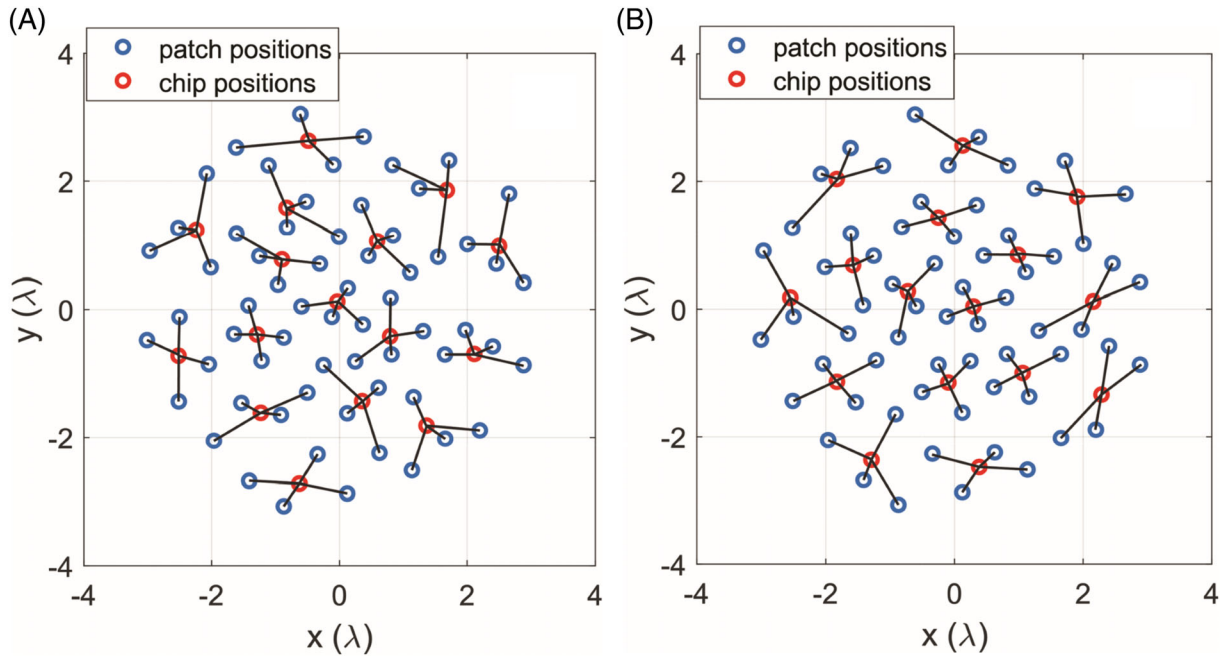 (A)
patch positions
chip positions
4
2
0
-2
-4
y (λ)
-4
-2
0
2
4
x (λ)
(B)
patch positions
chip positions
4
2
0
-2
-4
y (λ)
-4
-2
0
2
4
x (λ)